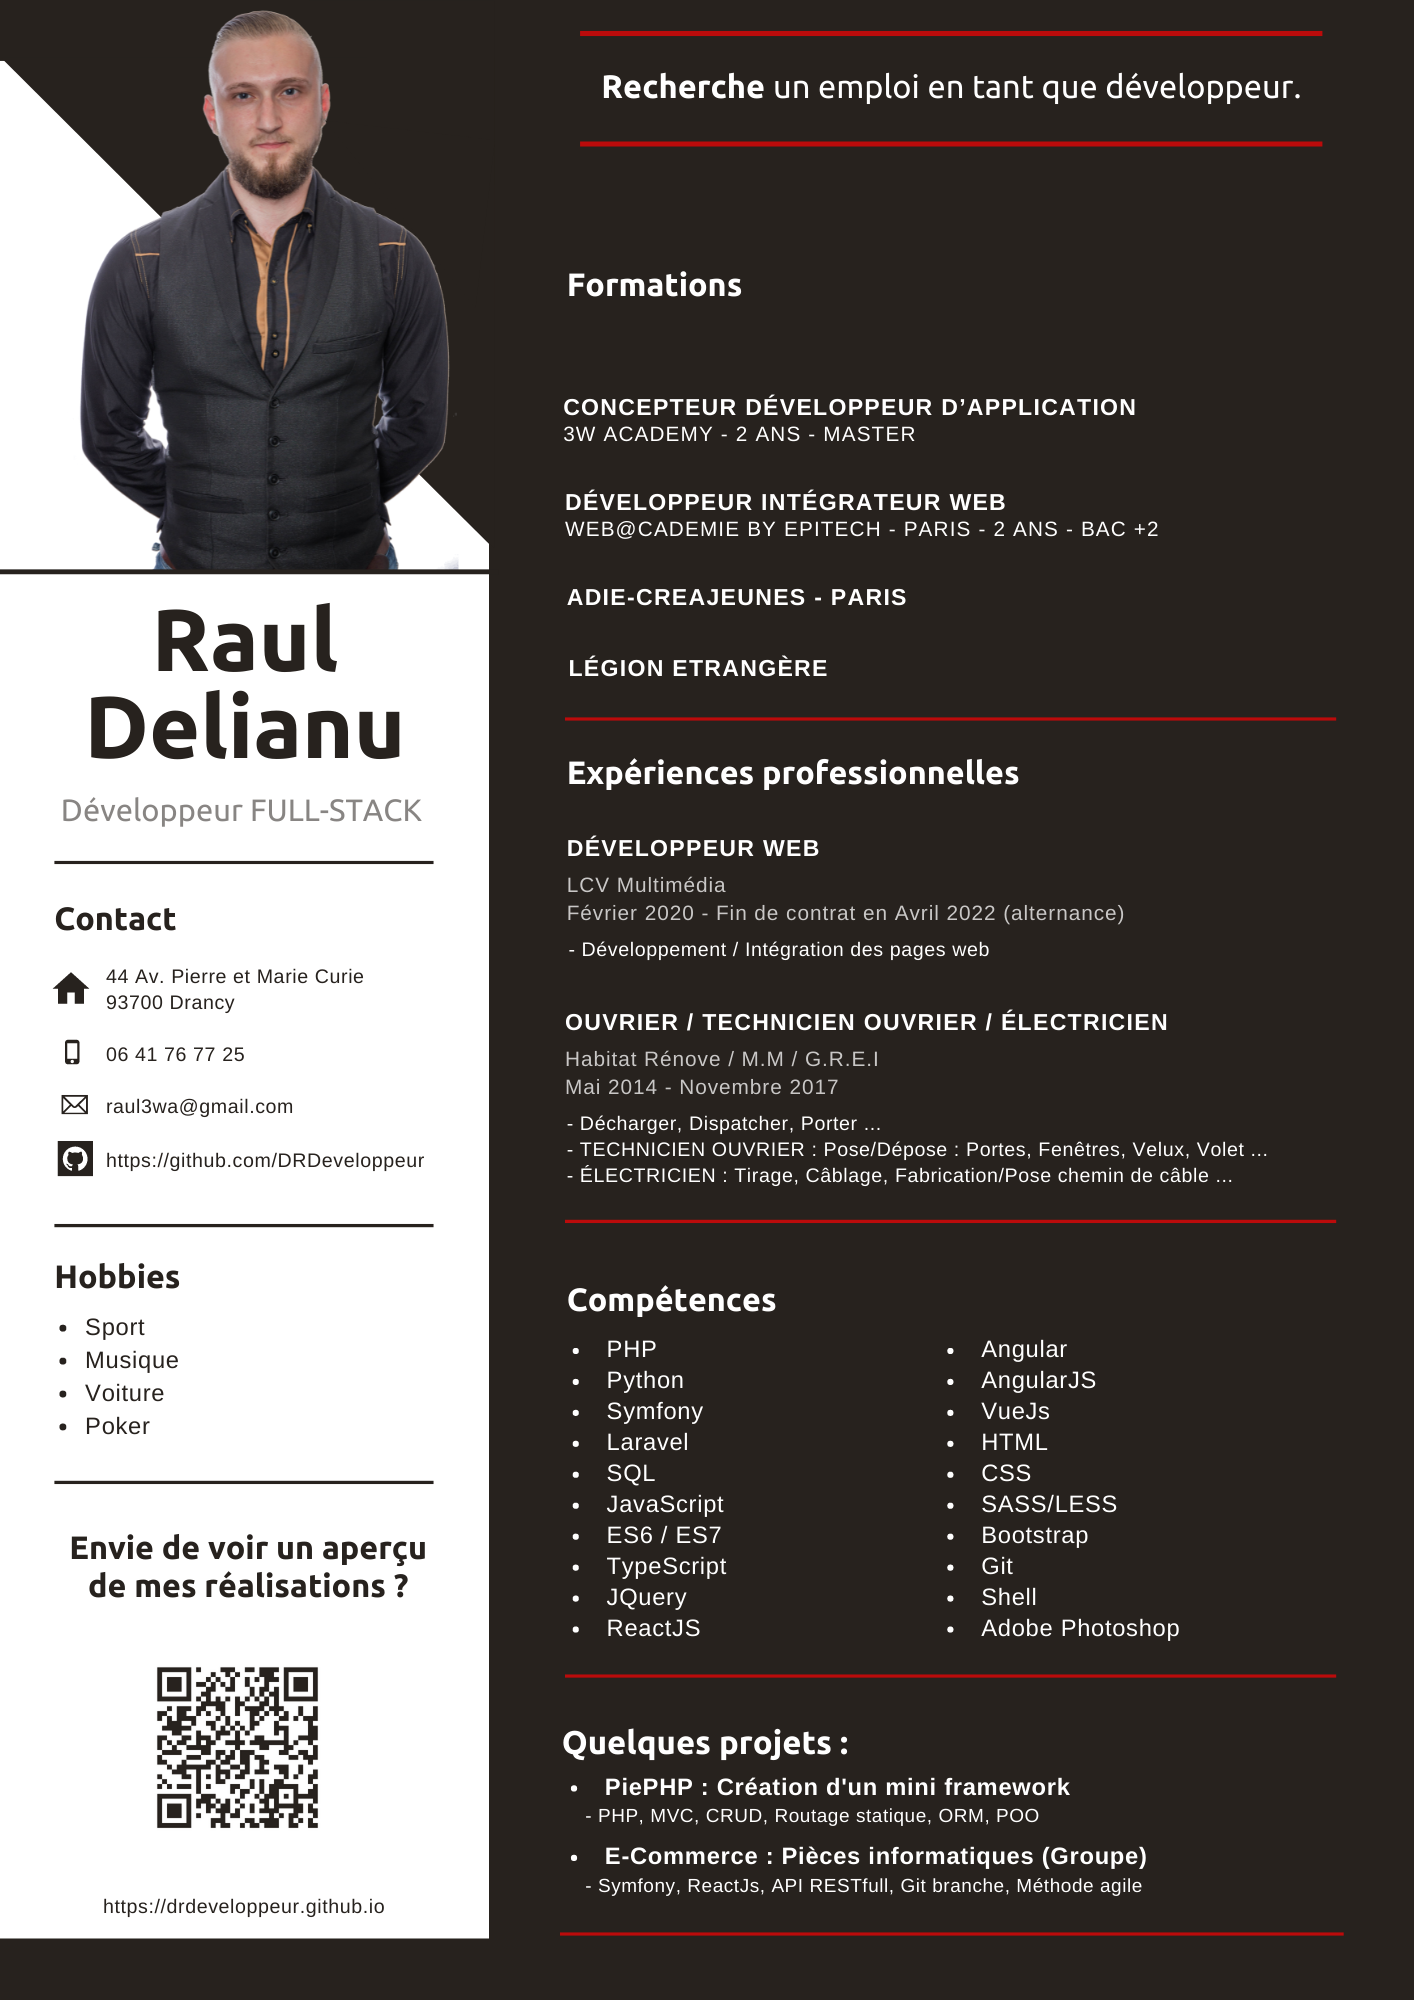 Raul
Delianu
Développeur FULL-STACK
Contact
44 Av. Pierre et Marie Curie
93700 Drancy
06 41 76 77 25
raul3wa@gmail.com
https://github.com/DRDeveloppeur
Hobbies
• Sport
• Musique
• Voiture
• Poker
Envie de voir un aperçu
de mes réalisations ?
https://drdeveloppeur.github.io
Recherche un emploi en tant que développeur.
Formations
CONCEPTEUR DÉVELOPPEUR D’APPLICATION
3W ACADEMY - 2 ANS - MASTER
DÉVELOPPEUR INTÉGRATEUR WEB
WEB@CADEMIE BY EPITECH - PARIS - 2 ANS - BAC +2
ADIE-CREAJEUNES - PARIS
LÉGION ETRANGÈRE
Expériences professionnelles
DÉVELOPPEUR WEB
LCV Multimédia
Février 2020 - Fin de contrat en Avril 2022 (alternance)
- Développement / Intégration des pages web
OUVRIER / TECHNICIEN OUVRIER / ÉLECTRICIEN
Habitat Rénove / M.M / G.R.E.I
Mai 2014 - Novembre 2017
- Décharger, Dispatcher, Porter ...
- TECHNICIEN OUVRIER : Pose/Dépose : Portes, Fenêtres, Velux, Volet ...
- ÉLECTRICIEN : Tirage, Câblage, Fabrication/Pose chemin de câble ...
Compétences
• PHP
• Python
• Symfony
• Laravel
• SQL
• JavaScript
• ES6 / ES7
• TypeScript
• JQuery
• ReactJS
• Angular
• AngularJS
• VueJs
• HTML
• CSS
• SASS/LESS
• Bootstrap
• Git
• Shell
• Adobe Photoshop
Quelques projets :
• PiePHP : Création d'un mini framework
- PHP, MVC, CRUD, Routage statique, ORM, POO
• E-Commerce : Pièces informatiques (Groupe)
- Symfony, ReactJs, API RESTfull, Git branche, Méthode agile